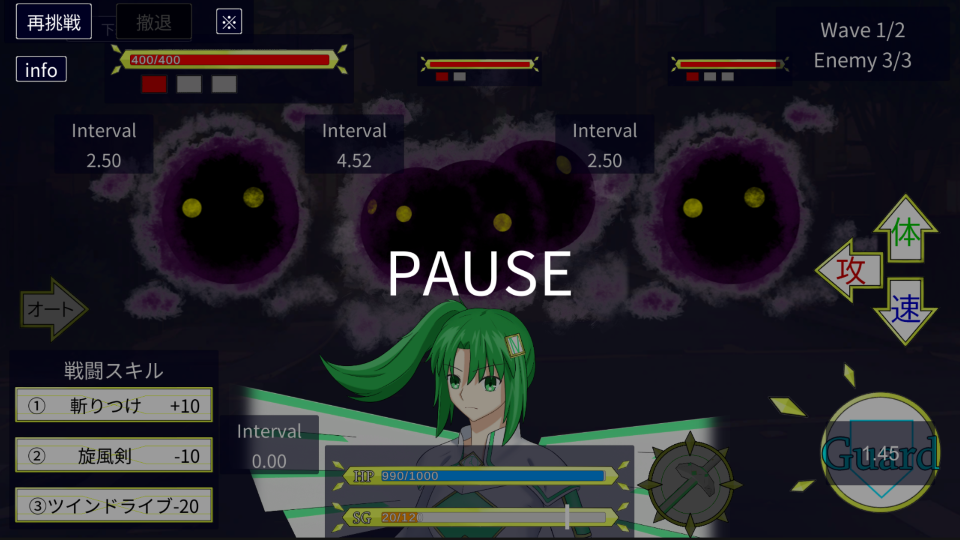 再挑戦
下
撤退
※
Wave 1/2
Enemy 3/3
info
400/400
Interval
2.50
Interval
4.52
Interval
2.50
体
攻
速
PAUSE
オート
戦闘スキル
① 斬りつけ +10
② 旋風剣 -10
③ツインドライブ-20
Interval
0.00
HP 990/1000
SG 20/12
Guard
1.45